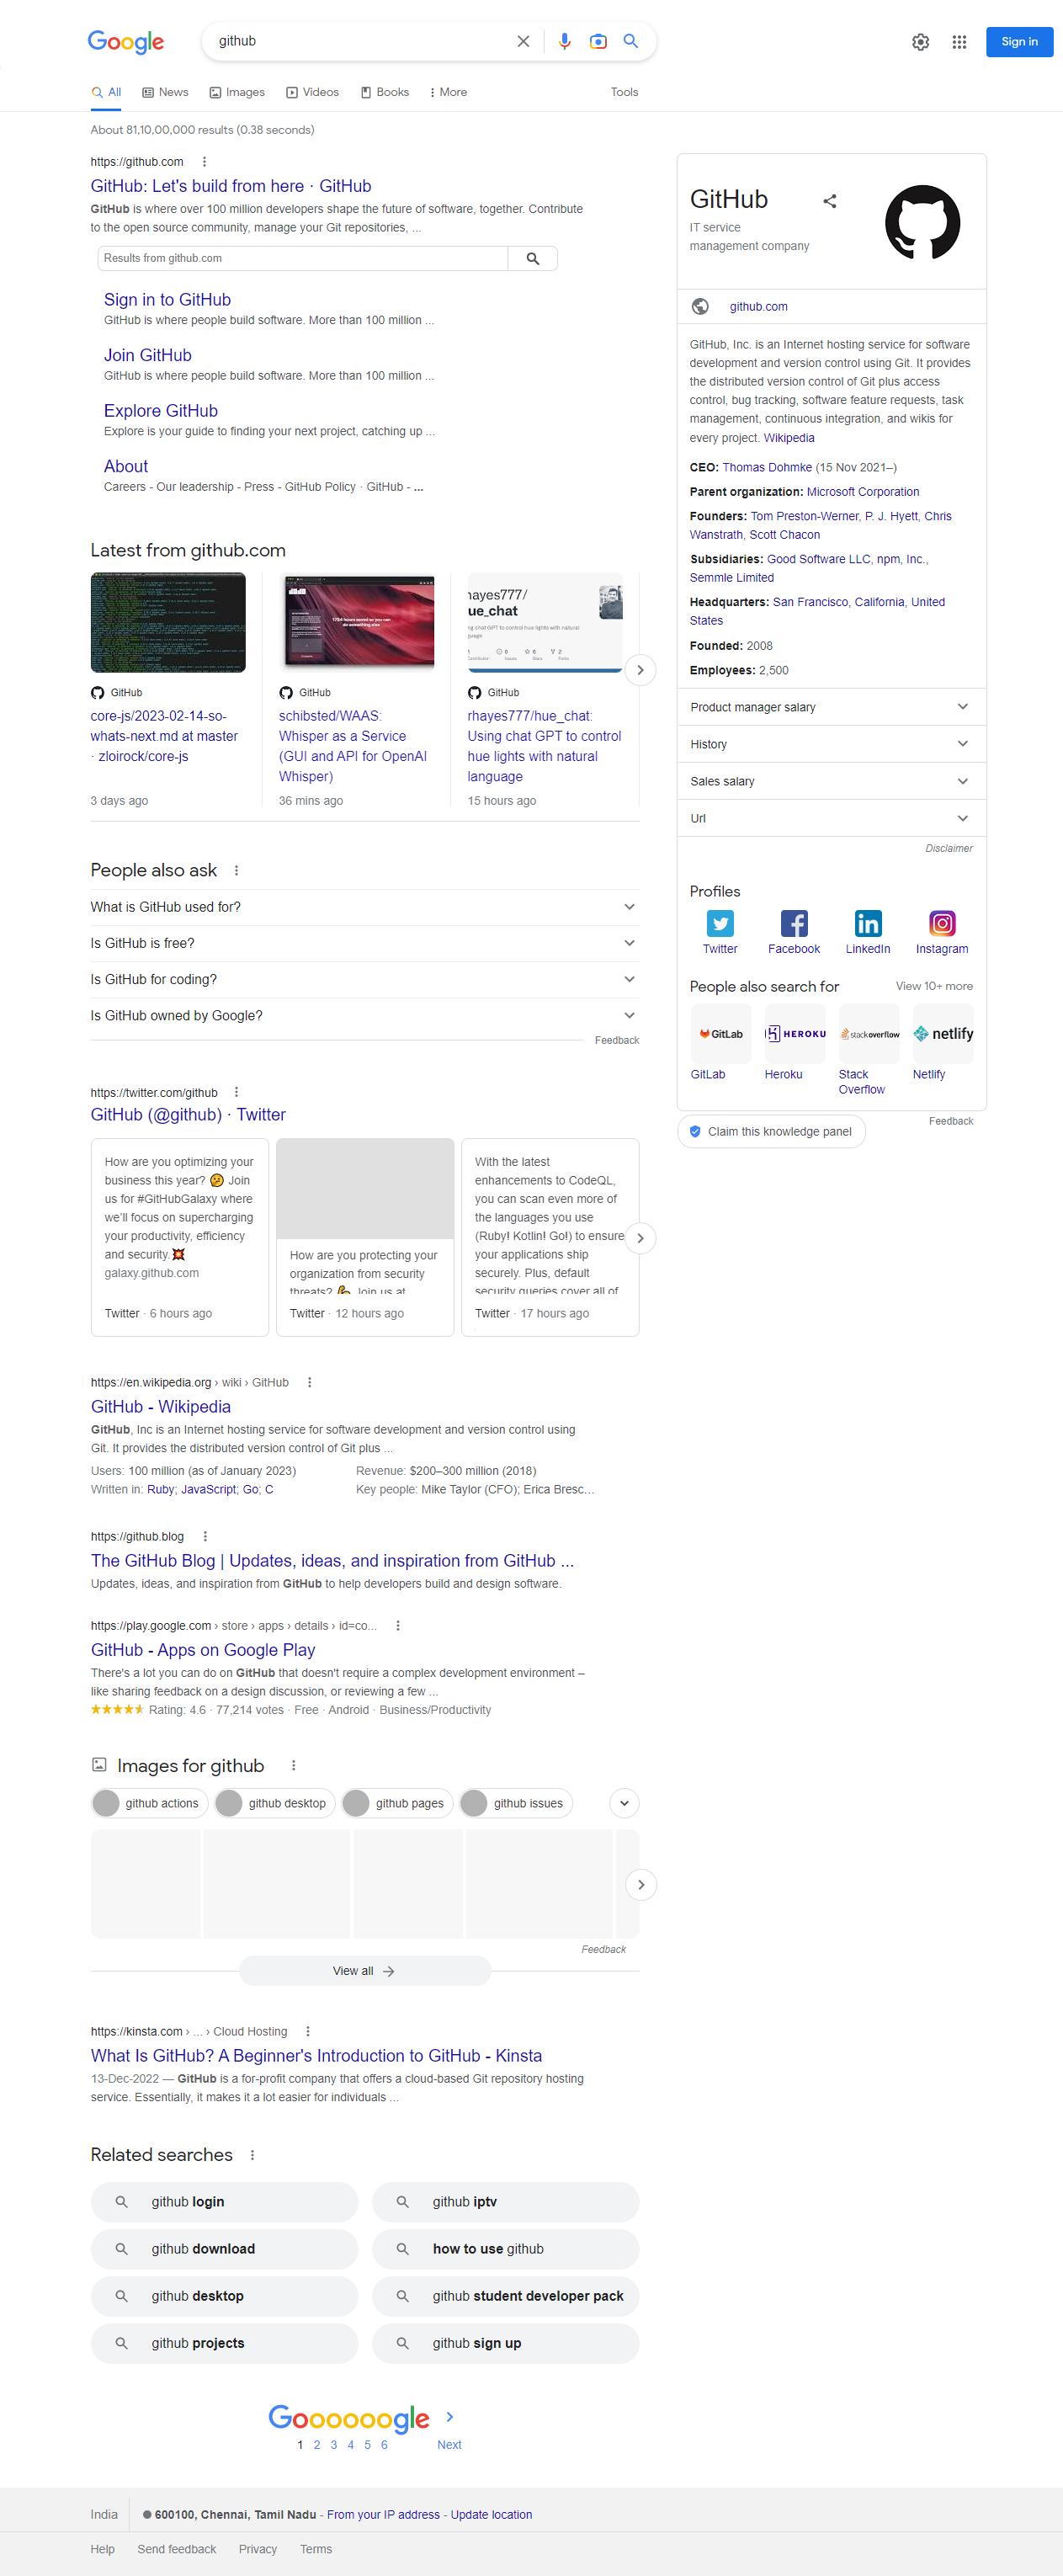 Google
github
Sign in
All
News
Images
Videos
Books
More
Tools
About 81,10,00,000 results (0.38 seconds)
https://github.com
GitHub: Let's build from here · GitHub
GitHub is where over 100 million developers shape the future of software, together. Contribute
to the open source community, manage your Git repositories, ...
Results from github.com
Sign in to GitHub
GitHub is where people build software. More than 100 million ...
Join GitHub
GitHub is where people build software. More than 100 million ...
Explore GitHub
Explore is your guide to finding your next project, catching up ...
About
Careers - Our leadership - Press - GitHub Policy · GitHub - ...
Latest from github.com
1784 hours saved so you can
do something else
hayes777/
ue_chat
ng chat GPT to control hue lights with natural
guage
GitHub
core-js/2023-02-14-so-
whats-next.md at master
· zloirock/core-js
3 days ago
GitHub
schibsted/WAAS:
Whisper as a Service
(GUI and API for OpenAI
Whisper)
36 mins ago
GitHub
rhayes777/hue_chat:
Using chat GPT to control
hue lights with natural
language
15 hours ago
People also ask
What is GitHub used for?
Is GitHub is free?
Is GitHub for coding?
Is GitHub owned by Google?
Feedback
https://twitter.com/github
GitHub (@github) · Twitter
How are you optimizing your
business this year? 🤔 Join
us for #GitHubGalaxy where
we'll focus on supercharging
your productivity, efficiency
and security.💥
galaxy.github.com
Twitter · 6 hours ago
How are you protecting your
organization from security
threats? 💪 Join us at
Twitter · 12 hours ago
With the latest
enhancements to CodeQL,
you can scan even more of
the languages you use
(Ruby! Kotlin! Go!) to ensure
your applications ship
securely. Plus, default
security queries cover all of
Twitter · 17 hours ago
https://en.wikipedia.org › wiki › GitHub
GitHub - Wikipedia
GitHub, Inc is an Internet hosting service for software development and version control using
Git. It provides the distributed version control of Git plus ...
Users: 100 million (as of January 2023)
Revenue: $200–300 million (2018)
Written in: Ruby; JavaScript; Go; C
Key people: Mike Taylor (CFO); Erica Bresc...
https://github.blog
The GitHub Blog | Updates, ideas, and inspiration from GitHub ...
Updates, ideas, and inspiration from GitHub to help developers build and design software.
https://play.google.com › store › apps › details › id=co...
GitHub - Apps on Google Play
There's a lot you can do on GitHub that doesn't require a complex development environment –
like sharing feedback on a design discussion, or reviewing a few ...
Rating: 4.6 · 77,214 votes · Free · Android · Business/Productivity
Images for github
github actions
github desktop
github pages
github issues
Feedback
View all
https://kinsta.com › ... › Cloud Hosting
What Is GitHub? A Beginner's Introduction to GitHub - Kinsta
13-Dec-2022 — GitHub is a for-profit company that offers a cloud-based Git repository hosting
service. Essentially, it makes it a lot easier for individuals ...
Related searches
github login
github iptv
github download
how to use github
github desktop
github student developer pack
github projects
github sign up
Goooooogle
1 2 3 4 5 6 Next
GitHub
IT service
management company
github.com
GitHub, Inc. is an Internet hosting service for software
development and version control using Git. It provides
the distributed version control of Git plus access
control, bug tracking, software feature requests, task
management, continuous integration, and wikis for
every project. Wikipedia
CEO: Thomas Dohmke (15 Nov 2021–)
Parent organization: Microsoft Corporation
Founders: Tom Preston-Werner, P. J. Hyett, Chris
Wanstrath, Scott Chacon
Subsidiaries: Good Software LLC, npm, Inc.,
Semmle Limited
Headquarters: San Francisco, California, United
States
Founded: 2008
Employees: 2,500
Product manager salary
History
Sales salary
Url
Disclaimer
Profiles
Twitter
Facebook
LinkedIn
Instagram
People also search for
View 10+ more
GitLab
HEROKU
stackoverflow
netlify
GitLab
Heroku
Stack
Overflow
Netlify
Feedback
Claim this knowledge panel
India
600100, Chennai, Tamil Nadu - From your IP address - Update location
Help
Send feedback
Privacy
Terms